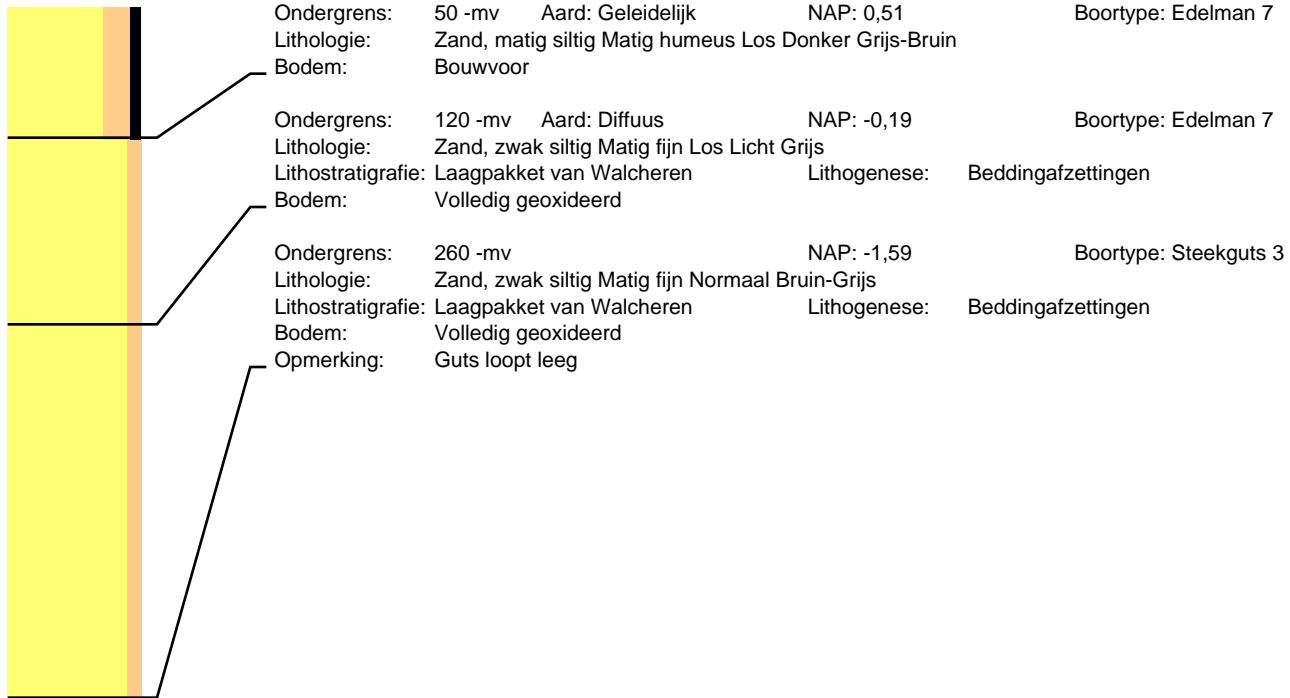 Ondergrens: 50 -mv Aard: Geleidelijk NAP: 0,51 Boortype: Edelman 7
Lithologie: Zand, matig siltig Matig humeus Los Donker Grijs-Bruin
Bodem: Bouwvoor
Ondergrens: 120 -mv Aard: Diffuus NAP: -0,19 Boortype: Edelman 7
Lithologie: Zand, zwak siltig Matig fijn Los Licht Grijs
Lithostratigrafie: Laagpakket van Walcheren Lithogenese: Beddingafzettingen
Bodem: Volledig geoxideerd
Ondergrens: 260 -mv NAP: -1,59 Boortype: Steekguts 3
Lithologie: Zand, zwak siltig Matig fijn Normaal Bruin-Grijs
Lithostratigrafie: Laagpakket van Walcheren Lithogenese: Beddingafzettingen
Bodem: Volledig geoxideerd
Opmerking: Guts loopt leeg